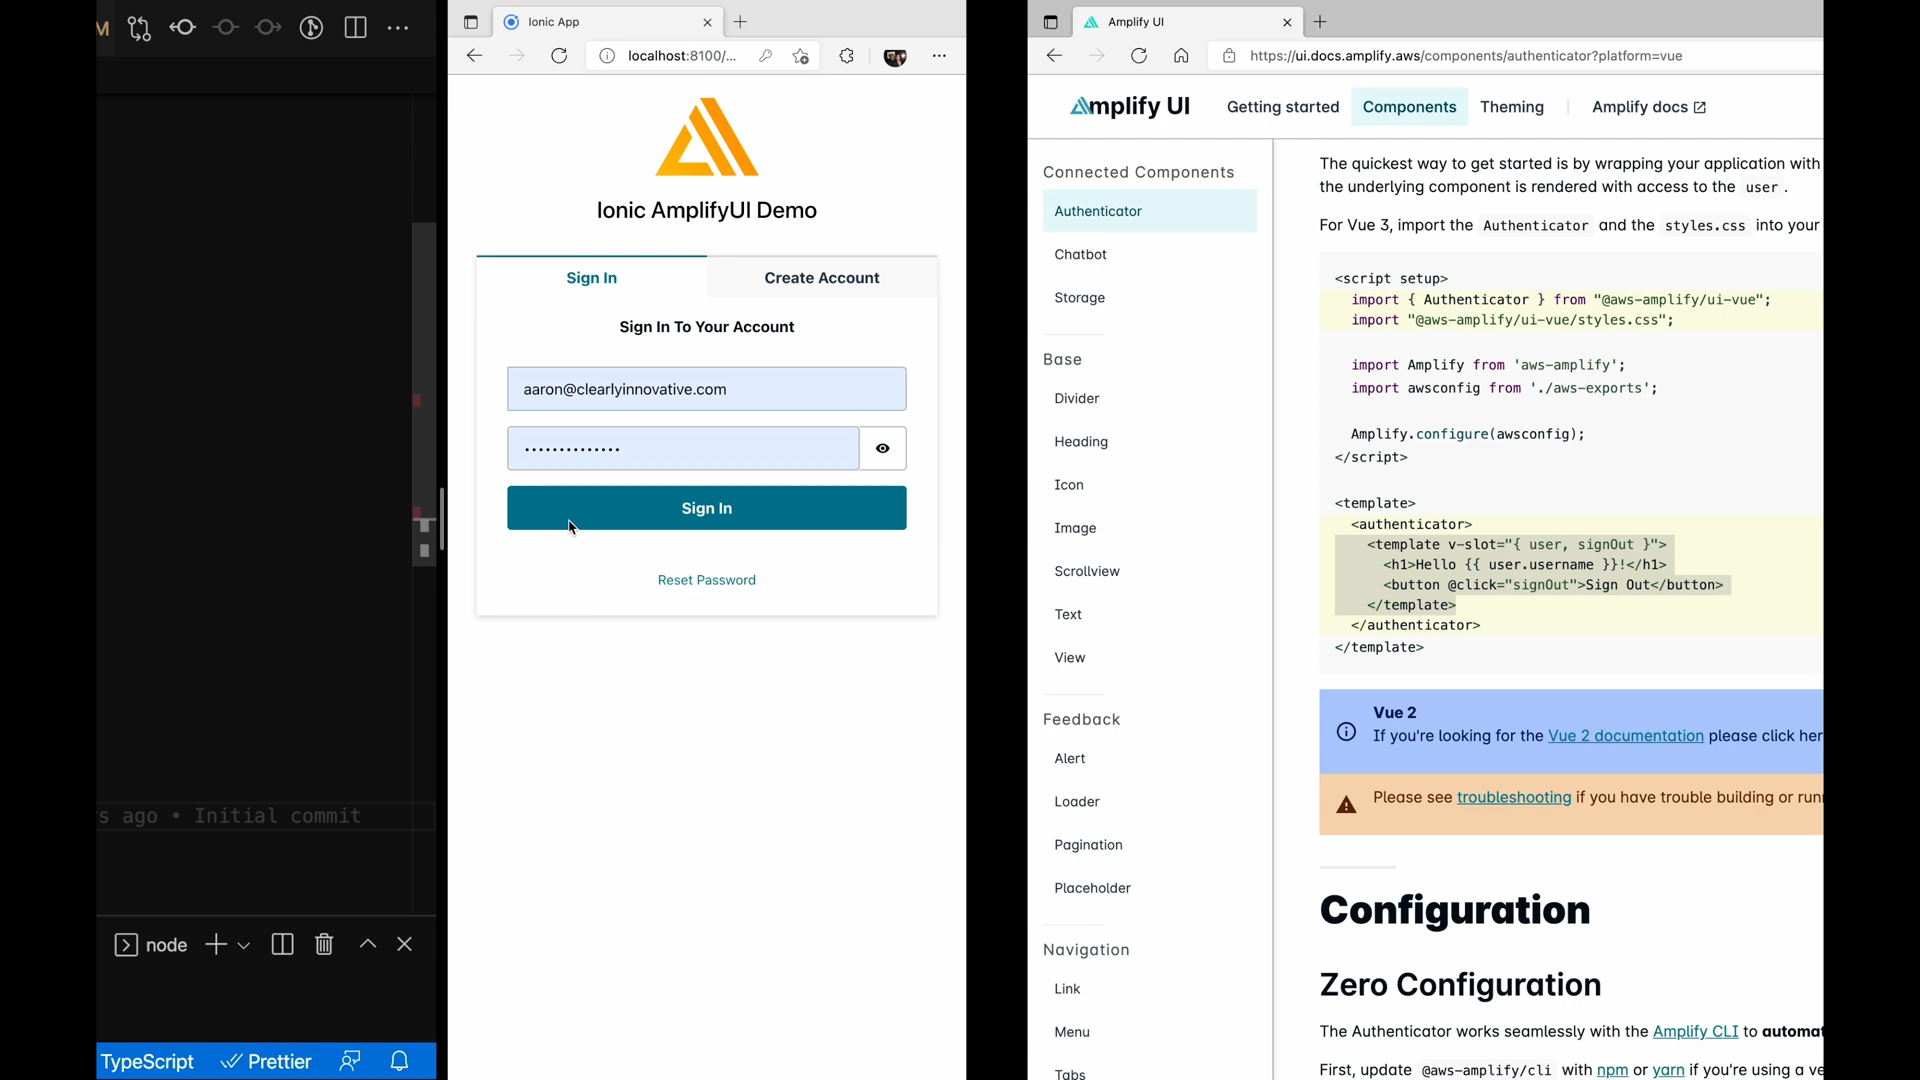 M
s ago • Initial commit
node
TypeScript
Prettier
Ionic App
localhost:8100/...
Ionic AmplifyUI Demo
Sign In
Create Account
Sign In To Your Account
aaron@clearlyinnovative.com
••••••••••••••
Sign In
Reset Password
Amplify UI
https://ui.docs.amplify.aws/components/authenticator?platform=vue
Amplify UI
Getting started
Components
Theming
Amplify docs
Connected Components
Authenticator
Chatbot
Storage
Base
Divider
Heading
Icon
Image
Scrollview
Text
View
Feedback
Alert
Loader
Pagination
Placeholder
Navigation
Link
Menu
Tabs
The quickest way to get started is by wrapping your application with
the underlying component is rendered with access to the user .
For Vue 3, import the Authenticator and the styles.css into your
<script setup>
import { Authenticator } from "@aws-amplify/ui-vue";
import "@aws-amplify/ui-vue/styles.css";
import Amplify from 'aws-amplify';
import awsconfig from './aws-exports';
Amplify.configure(awsconfig);
</script>
<template>
<authenticator>
<template v-slot="{ user, signOut }">
<h1>Hello {{ user.username }}!</h1>
<button @click="signOut">Sign Out</button>
</template>
</authenticator>
</template>
Vue 2
If you're looking for the Vue 2 documentation please click her
Please see troubleshooting if you have trouble building or run
Configuration
Zero Configuration
The Authenticator works seamlessly with the Amplify CLI to automa
First, update @aws-amplify/cli with npm or yarn if you're using a ve